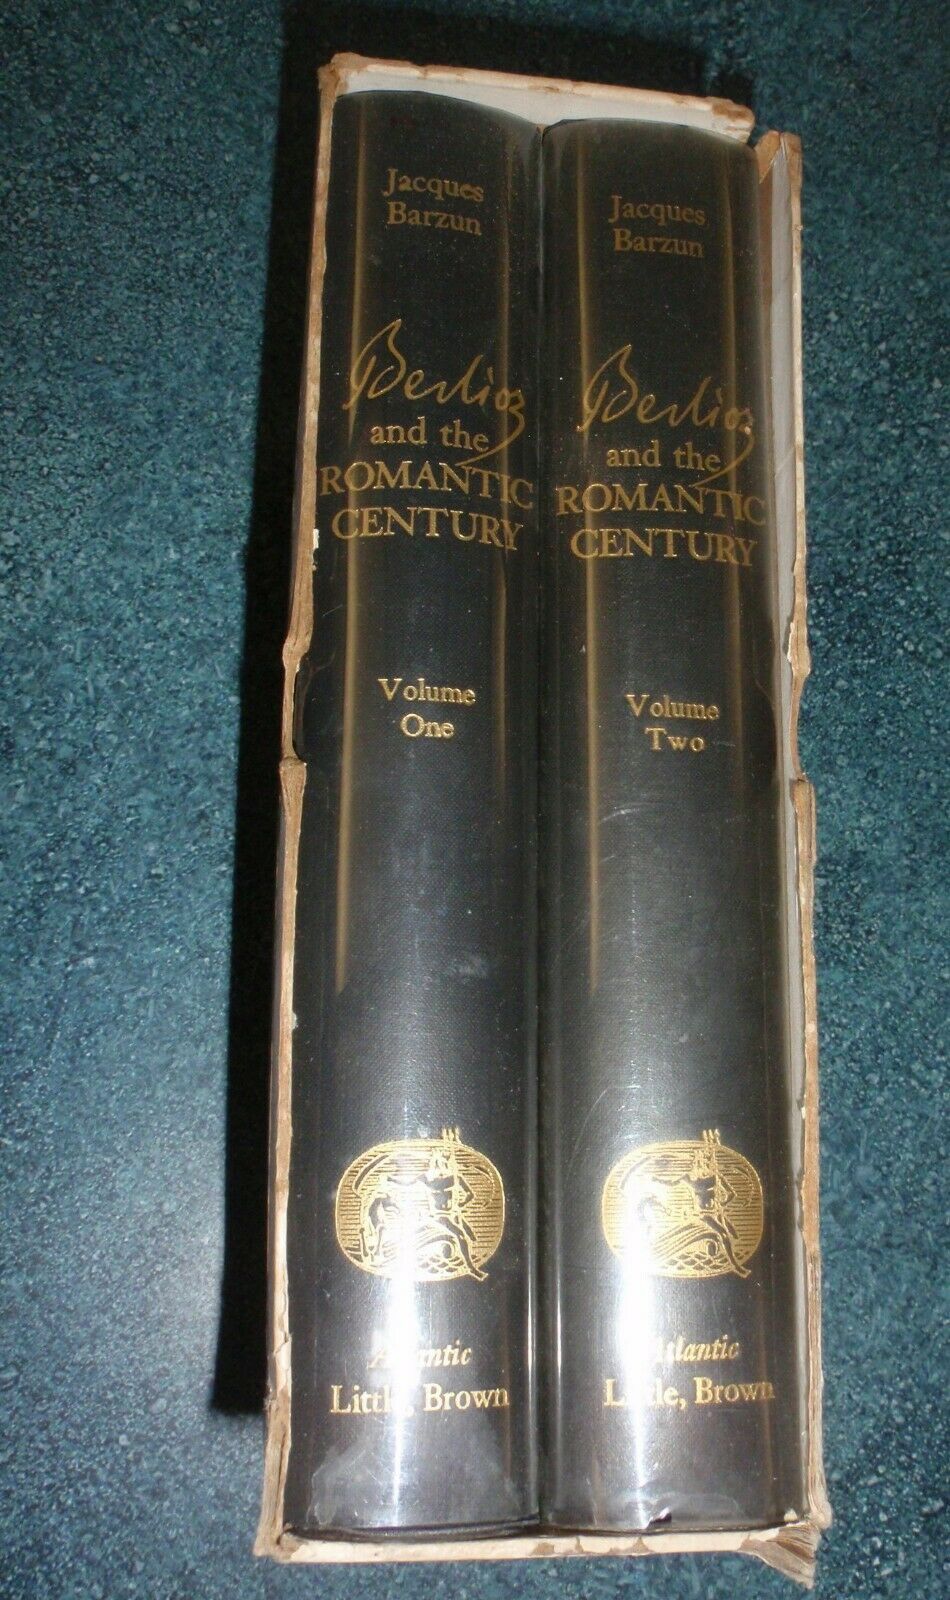 Jacques
Barzun
Berlioz
and the
ROMANTIC
CENTURY
Volume
One
Atlantic
Little, Brown
Jacques
Barzun
Berlioz
and the
ROMANTIC
CENTURY
Volume
Two
Atlantic
Little, Brown